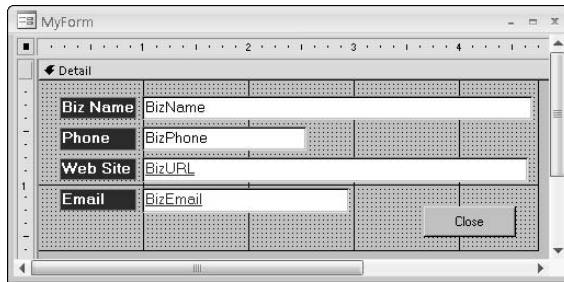 MyForm
1 2 3 4
Detail
Biz Name BizName
Phone BizPhone
Web Site BizURL
1
Email BizEmail
Close